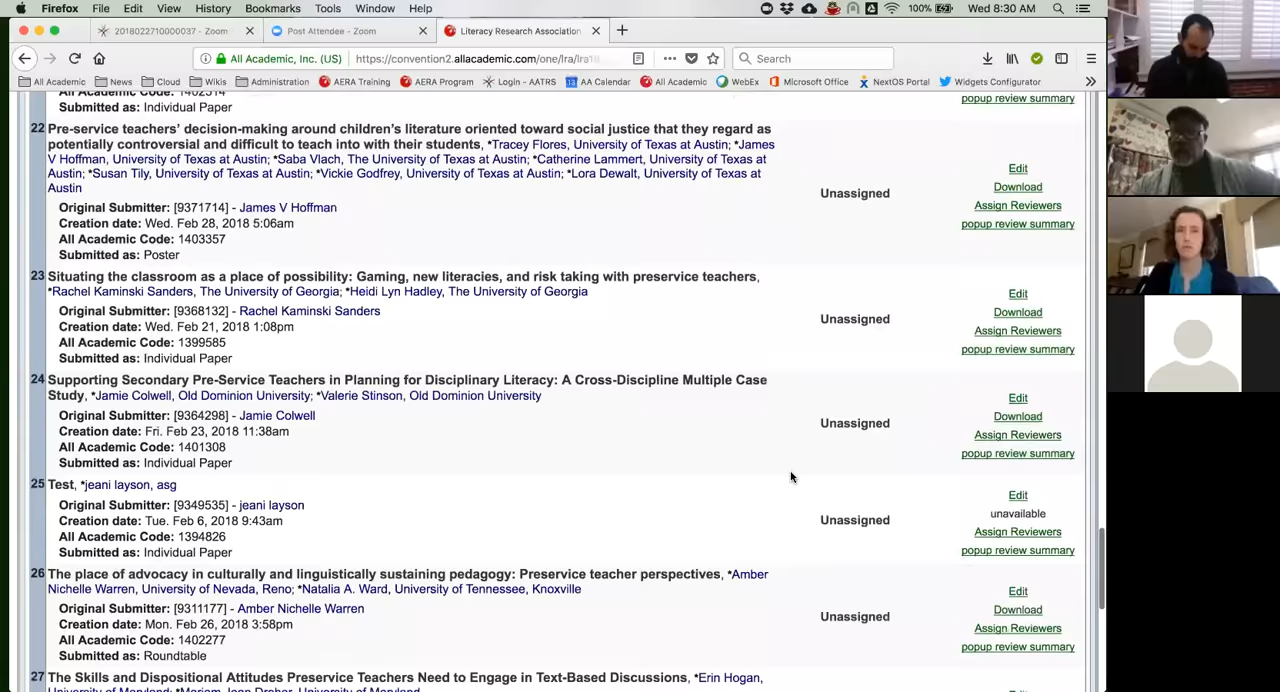 Firefox File Edit View History Bookmarks Tools Window Help 100% Wed 8:30 AM
2018022710000037 - Zoom Post Attendee - Zoom Literacy Research Association
All Academic, Inc. (US) https://convention2.allacademic.com/one/lra/lra18 Search
All Academic News Cloud Wikis Administration AERA Training AERA Program Login - AATRS AA Calendar All Academic WebEx Microsoft Office NextOS Portal Widgets Configurator
All Academic Code: 1402314
Submitted as: Individual Paper
popup review summary
22 Pre-service teachers' decision-making around children's literature oriented toward social justice that they regard as
potentially controversial and difficult to teach into with their students, *Tracey Flores, University of Texas at Austin; *James
V Hoffman, University of Texas at Austin; *Saba Vlach, The University of Texas at Austin; *Catherine Lammert, University of Texas at
Austin; *Susan Tily, University of Texas at Austin; *Vickie Godfrey, University of Texas at Austin; *Lora Dewalt, University of Texas at
Austin
Original Submitter: [9371714] - James V Hoffman
Creation date: Wed. Feb 28, 2018 5:06am
All Academic Code: 1403357
Submitted as: Poster
Unassigned
Edit
Download
Assign Reviewers
popup review summary
23 Situating the classroom as a place of possibility: Gaming, new literacies, and risk taking with preservice teachers,
*Rachel Kaminski Sanders, The University of Georgia; *Heidi Lyn Hadley, The University of Georgia
Original Submitter: [9368132] - Rachel Kaminski Sanders
Creation date: Wed. Feb 21, 2018 1:08pm
All Academic Code: 1399585
Submitted as: Individual Paper
Unassigned
Edit
Download
Assign Reviewers
popup review summary
24 Supporting Secondary Pre-Service Teachers in Planning for Disciplinary Literacy: A Cross-Discipline Multiple Case
Study, *Jamie Colwell, Old Dominion University; *Valerie Stinson, Old Dominion University
Original Submitter: [9364298] - Jamie Colwell
Creation date: Fri. Feb 23, 2018 11:38am
All Academic Code: 1401308
Submitted as: Individual Paper
Unassigned
Edit
Download
Assign Reviewers
popup review summary
25 Test, *jeani layson, asg
Original Submitter: [9349535] - jeani layson
Creation date: Tue. Feb 6, 2018 9:43am
All Academic Code: 1394826
Submitted as: Individual Paper
Unassigned
Edit
unavailable
Assign Reviewers
popup review summary
26 The place of advocacy in culturally and linguistically sustaining pedagogy: Preservice teacher perspectives, *Amber
Nichelle Warren, University of Nevada, Reno; *Natalia A. Ward, University of Tennessee, Knoxville
Original Submitter: [9311177] - Amber Nichelle Warren
Creation date: Mon. Feb 26, 2018 3:58pm
All Academic Code: 1402277
Submitted as: Roundtable
Unassigned
Edit
Download
Assign Reviewers
popup review summary
27 The Skills and Dispositional Attitudes Preservice Teachers Need to Engage in Text-Based Discussions, *Erin Hogan,
University of Maryland; *Mariam Jean Dreher, University of Maryland